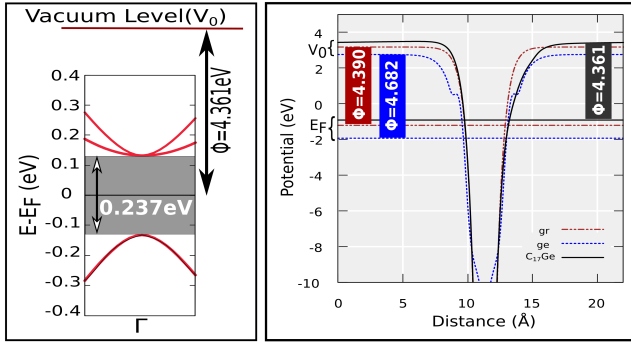 Vacuum Level(V₀)
ϕ=4.361eV
0.4
0.3
0.2
0.1
0
-0.1
-0.2
-0.3
-0.4
E-E_F (eV)
0.237eV
Γ
4
2
0
-2
-4
-6
-8
-10
Potential (eV)
V₀
E_F
Φ=4.390
Φ=4.682
Φ=4.361
gr
ge
C₁₇Ge
0
5
10
15
20
Distance (Å)